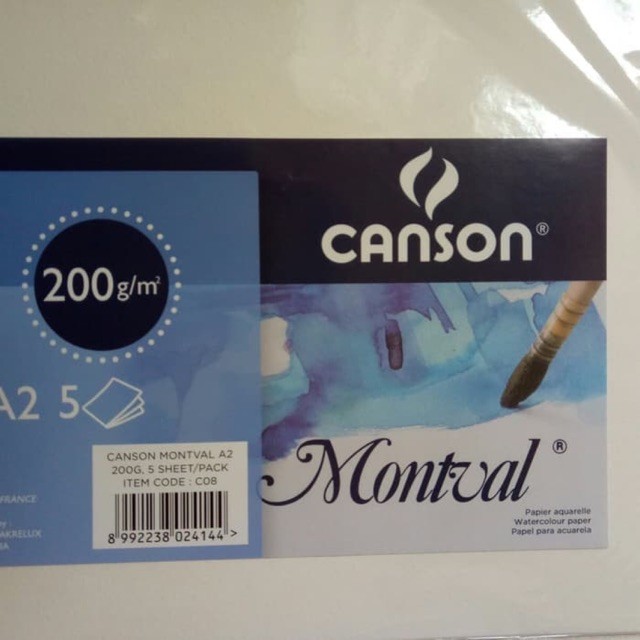 CANSON®
200g/m²
A2 5
CANSON MONTVAL A2
200G, 5 SHEET/PACK
ITEM CODE : C08
8 992238 024144 >
FRANCE
Montval®
Papier aquarelle
Watercolour paper
Papel para acuarela